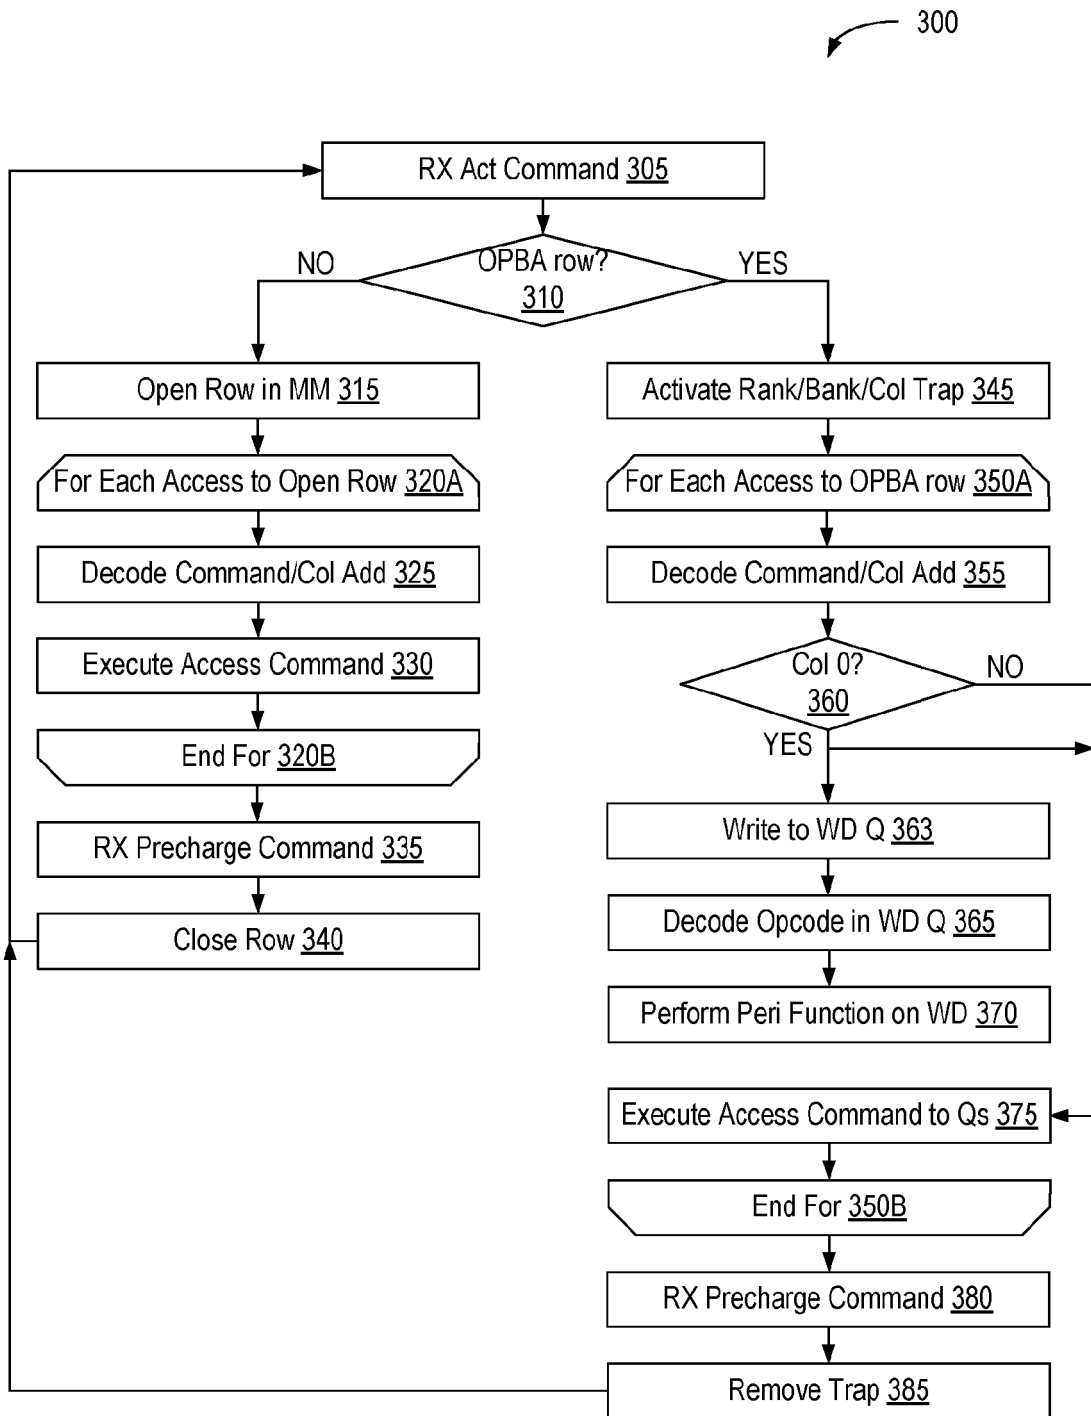 300
RX Act Command 305
OPBA row?
310
NO
YES
Open Row in MM 315
For Each Access to Open Row 320A
Decode Command/Col Add 325
Execute Access Command 330
End For 320B
RX Precharge Command 335
Close Row 340
Activate Rank/Bank/Col Trap 345
For Each Access to OPBA row 350A
Decode Command/Col Add 355
Col 0?
360
NO
YES
Write to WD Q 363
Decode Opcode in WD Q 365
Perform Peri Function on WD 370
Execute Access Command to Qs 375
End For 350B
RX Precharge Command 380
Remove Trap 385